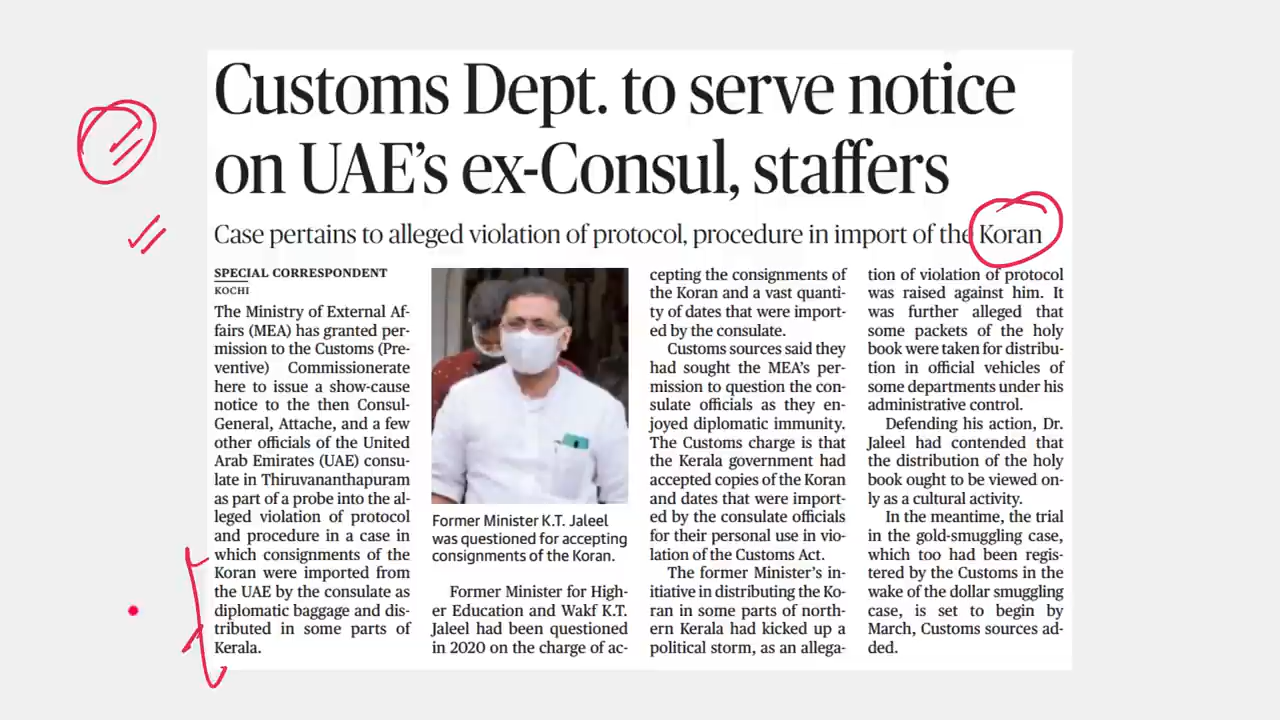 Customs Dept. to serve notice
on UAE’s ex-Consul, staffers
Case pertains to alleged violation of protocol, procedure in import of the Koran
SPECIAL CORRESPONDENT
KOCHI
The Ministry of External Af-
fairs (MEA) has granted per-
mission to the Customs (Pre-
ventive) Commissionerate
here to issue a show-cause
notice to the then Consul-
General, Attache, and a few
other officials of the United
Arab Emirates (UAE) consu-
late in Thiruvananthapuram
as part of a probe into the al-
leged violation of protocol
and procedure in a case in
which consignments of the
Koran were imported from
the UAE by the consulate as
diplomatic baggage and dis-
tributed in some parts of
Kerala.
Former Minister K.T. Jaleel
was questioned for accepting
consignments of the Koran.
Former Minister for High-
er Education and Wakf K.T.
Jaleel had been questioned
in 2020 on the charge of ac-
cepting the consignments of
the Koran and a vast quanti-
ty of dates that were import-
ed by the consulate.
Customs sources said they
had sought the MEA’s per-
mission to question the con-
sulate officials as they en-
joyed diplomatic immunity.
The Customs charge is that
the Kerala government had
accepted copies of the Koran
and dates that were import-
ed by the consulate officials
for their personal use in vio-
lation of the Customs Act.
The former Minister’s in-
itiative in distributing the Ko-
ran in some parts of north-
ern Kerala had kicked up a
political storm, as an allega-
tion of violation of protocol
was raised against him. It
was further alleged that
some packets of the holy
book were taken for distribu-
tion in official vehicles of
some departments under his
administrative control.
Defending his action, Dr.
Jaleel had contended that
the distribution of the holy
book ought to be viewed on-
ly as a cultural activity.
In the meantime, the trial
in the gold-smuggling case,
which too had been regis-
tered by the Customs in the
wake of the dollar smuggling
case, is set to begin by
March, Customs sources ad-
ded.